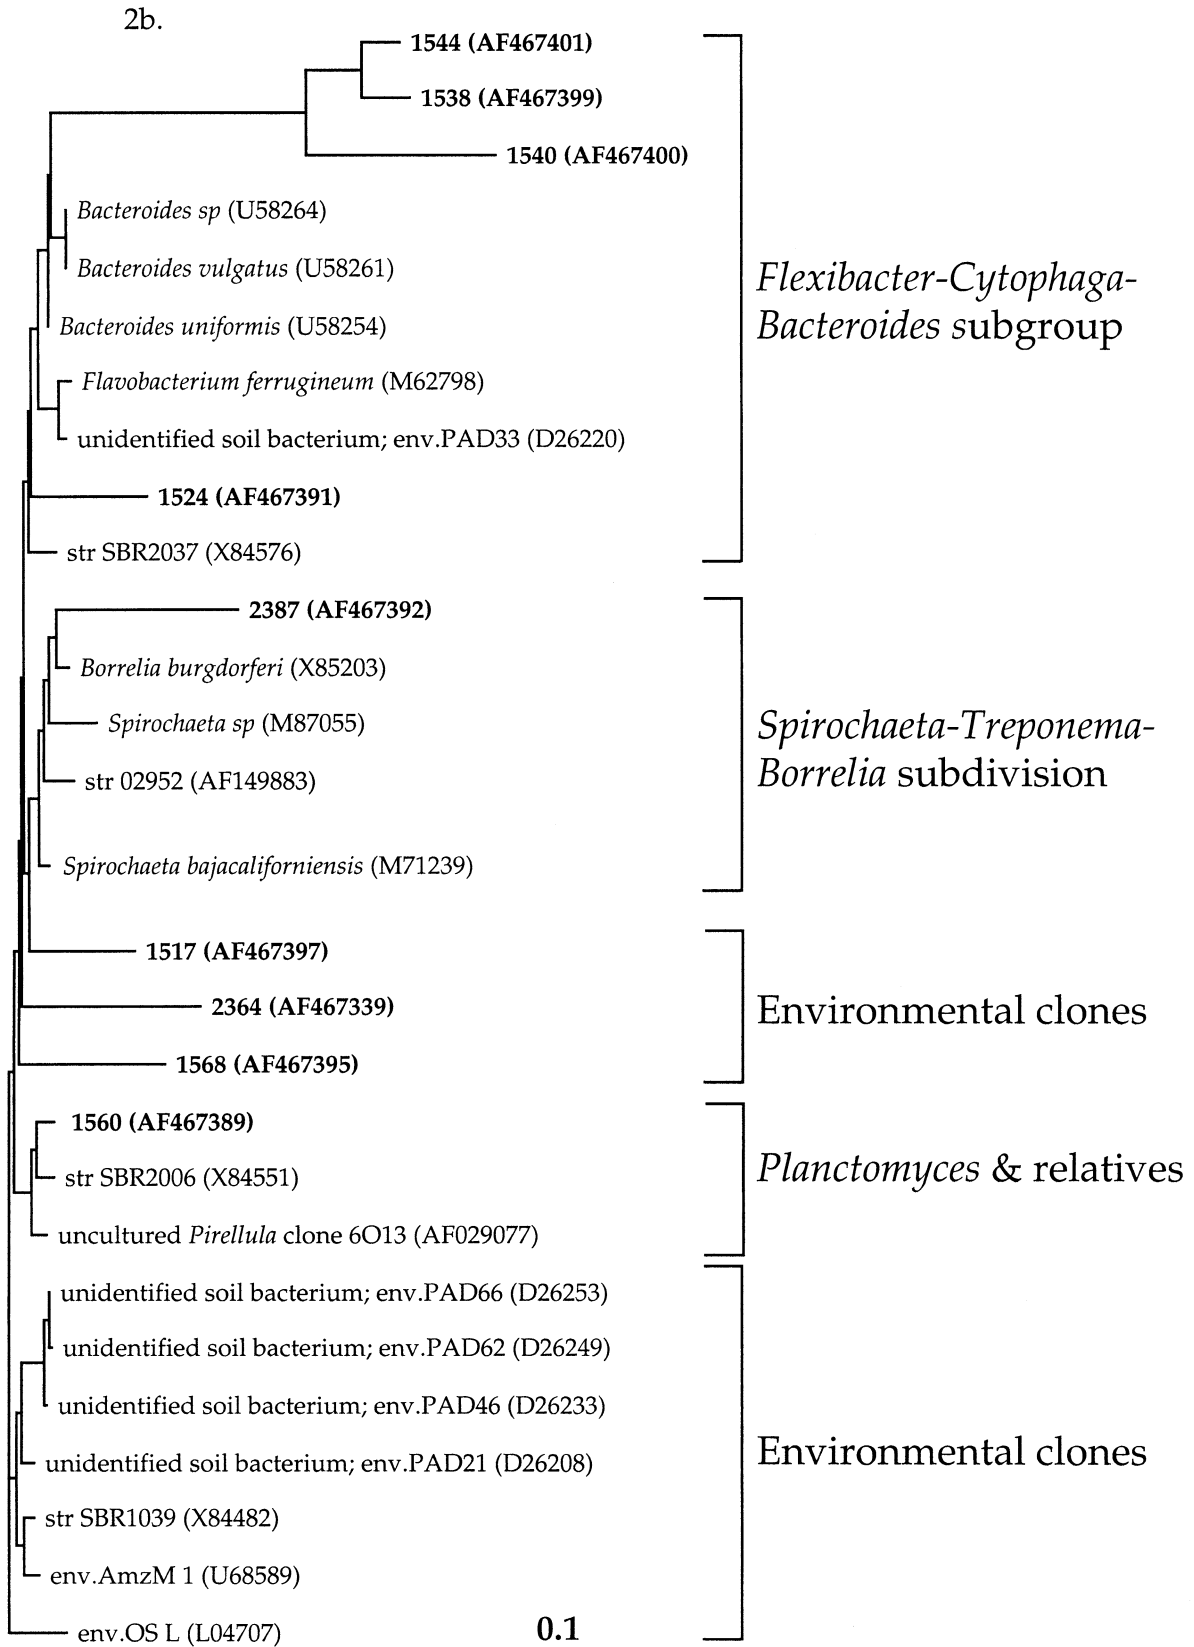 2b.
1544 (AF467401)
1538 (AF467399)
1540 (AF467400)
Bacteroides sp (U58264)
Bacteroides vulgatus (U58261)
Bacteroides uniformis (U58254)
Flavobacterium ferrugineum (M62798)
unidentified soil bacterium; env.PAD33 (D26220)
1524 (AF467391)
str SBR2037 (X84576)
Flexibacter-Cytophaga-
Bacteroides subgroup
2387 (AF467392)
Borrelia burgdorferi (X85203)
Spirochaeta sp (M87055)
str 02952 (AF149883)
Spirochaeta bajacaliforniensis (M71239)
Spirochaeta-Treponema-
Borrelia subdivision
1517 (AF467397)
2364 (AF467339)
1568 (AF467395)
Environmental clones
1560 (AF467389)
str SBR2006 (X84551)
uncultured Pirellula clone 6O13 (AF029077)
Planctomyces & relatives
unidentified soil bacterium; env.PAD66 (D26253)
unidentified soil bacterium; env.PAD62 (D26249)
unidentified soil bacterium; env.PAD46 (D26233)
unidentified soil bacterium; env.PAD21 (D26208)
str SBR1039 (X84482)
env.AmzM 1 (U68589)
env.OS L (L04707)
Environmental clones
0.1